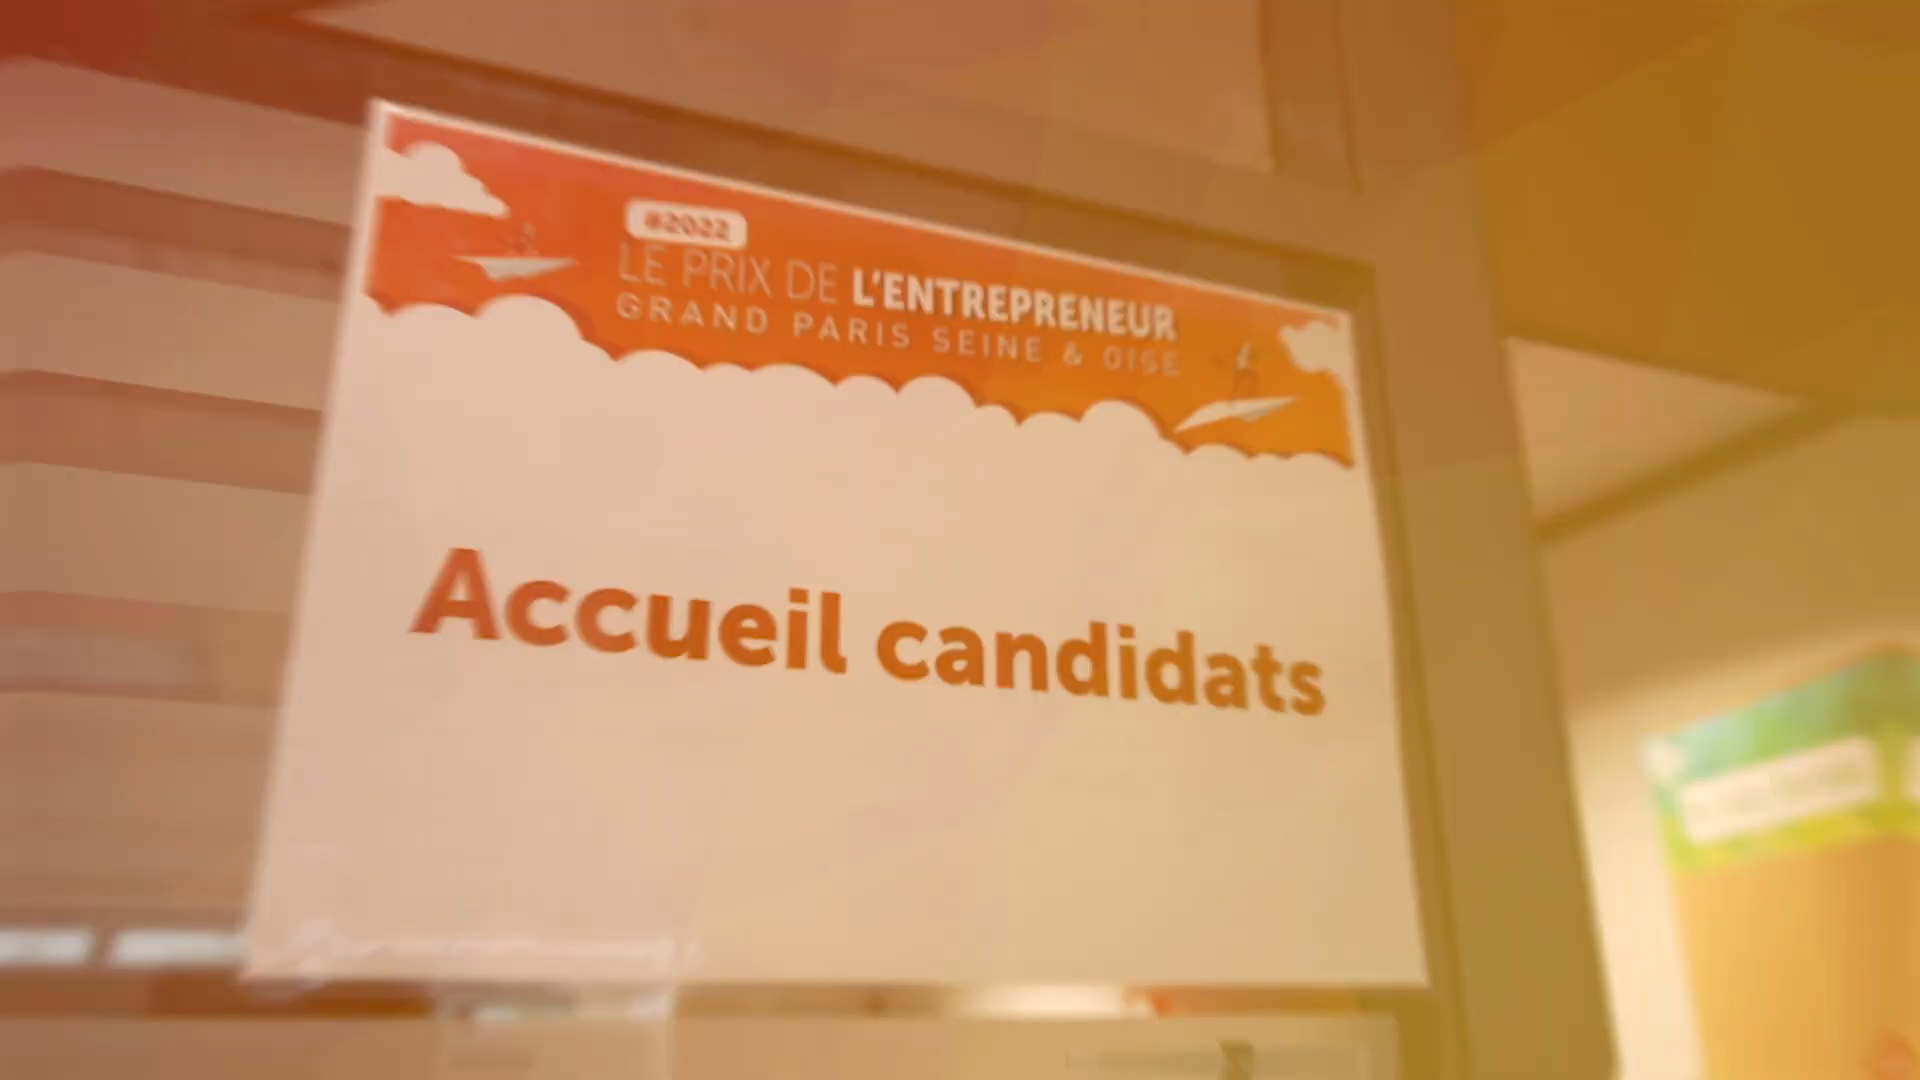 #2022
LE PRIX DE L'ENTREPRENEUR
GRAND PARIS SEINE & OISE
Accueil candidats